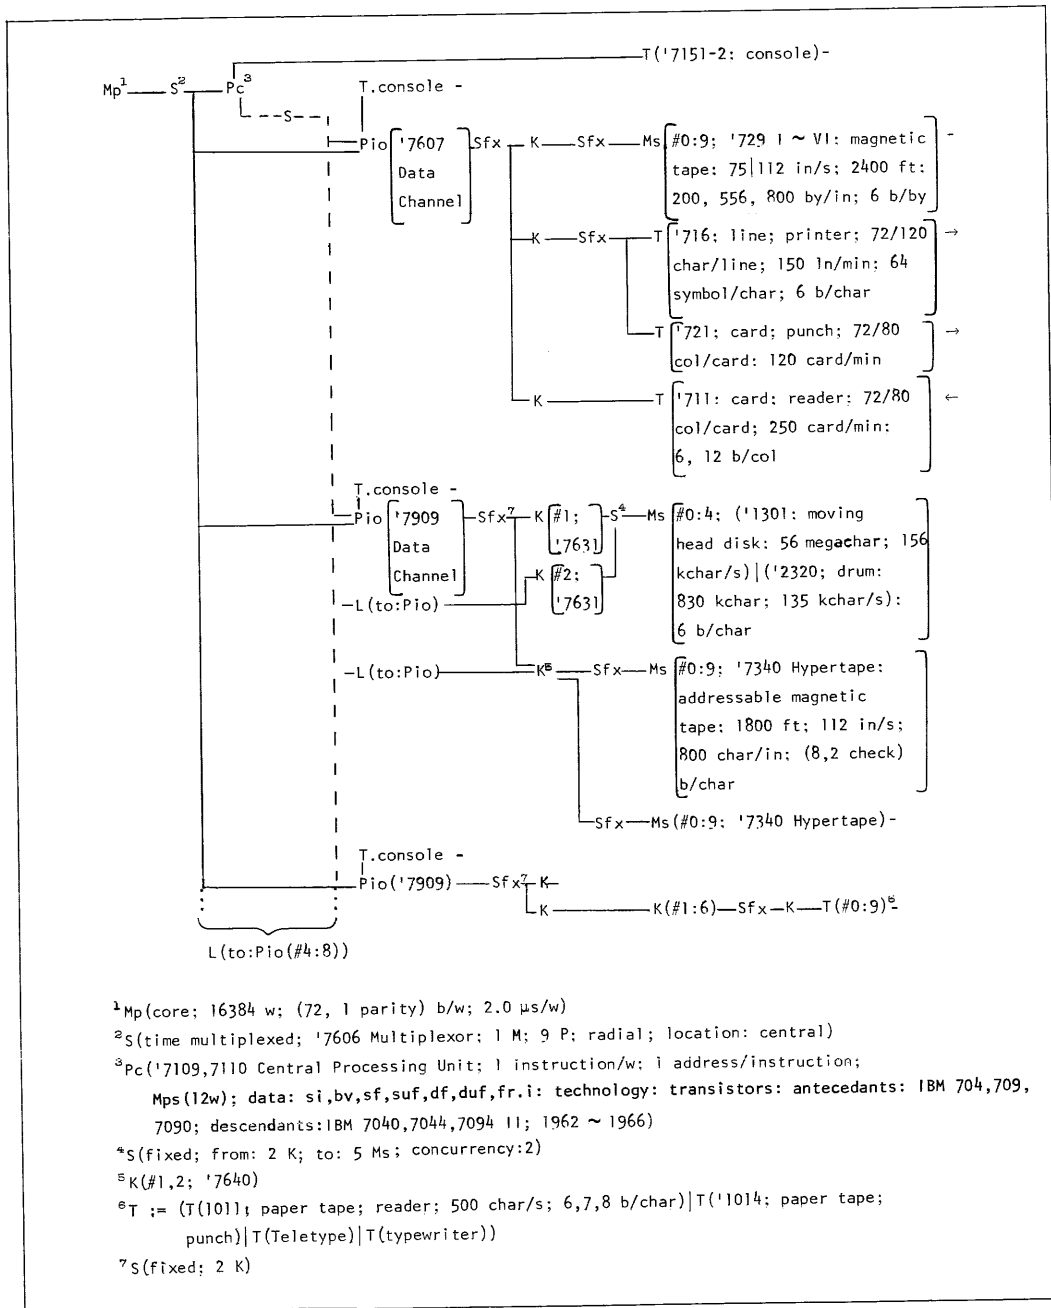 T('7151-2: console)-
Mp¹ S² Pc³ T.console -
---S--
Pio ['7607 Sfx K Sfx Ms [#0:9; '729 I ~ VI: magnetic -
Data tape: 75|112 in/s; 2400 ft:
Channel] 200, 556, 800 by/in; 6 b/by]
K Sfx T ['716; line; printer; 72/120 →
char/line; 150 ln/min: 64
symbol/char; 6 b/char]
T ['721; card; punch, 72/80 →
col/card: 120 card/min]
K T ['711: card; reader; 72/80 ←
col/card; 250 card/min:
6, 12 b/col]
T.console -
Pio ['7909 Sfx⁷ K [#1; S⁴ Ms [#0:4; ('1301: moving
Data '7631] head disk: 56 megachar; 156
Channel] K [#2; kchar/s)|('2320; drum:
-L(to:Pio) '7631] 830 kchar; 135 kchar/s):
6 b/char]
-L(to:Pio) K⁵ Sfx Ms [#0:9; '7340 Hypertape:
addressable magnetic
tape: 1800 ft; 112 in/s;
800 char/in; (8,2 check)
b/char]
Sfx Ms(#0:9; '7340 Hypertape)-
T.console -
Pio('7909) Sfx⁷ K-
K K(#1:6)-Sfx-K-T(#0:9)⁶-
L(to:Pio(#4:8))
¹Mp(core; 16384 w; (72, 1 parity) b/w; 2.0 μs/w)
²S(time multiplexed; '7606 Multiplexor; 1 M; 9 P; radial; location: central)
³Pc('7109,7110 Central Processing Unit; 1 instruction/w; 1 address/instruction;
Mps(12w); data: si,bv,sf,suf,df,duf,fr.i: technology: transistors: antecedants: IBM 704,709,
7090; descendants:IBM 7040,7044,7094 II; 1962 ~ 1966)
⁴S(fixed; from: 2 K; to: 5 Ms; concurrency:2)
⁵K(#1,2; '7640)
⁶T := (T(1011; paper tape; reader; 500 char/s; 6,7,8 b/char)|T('1014; paper tape;
punch)|T(Teletype)|T(typewriter))
⁷S(fixed; 2 K)